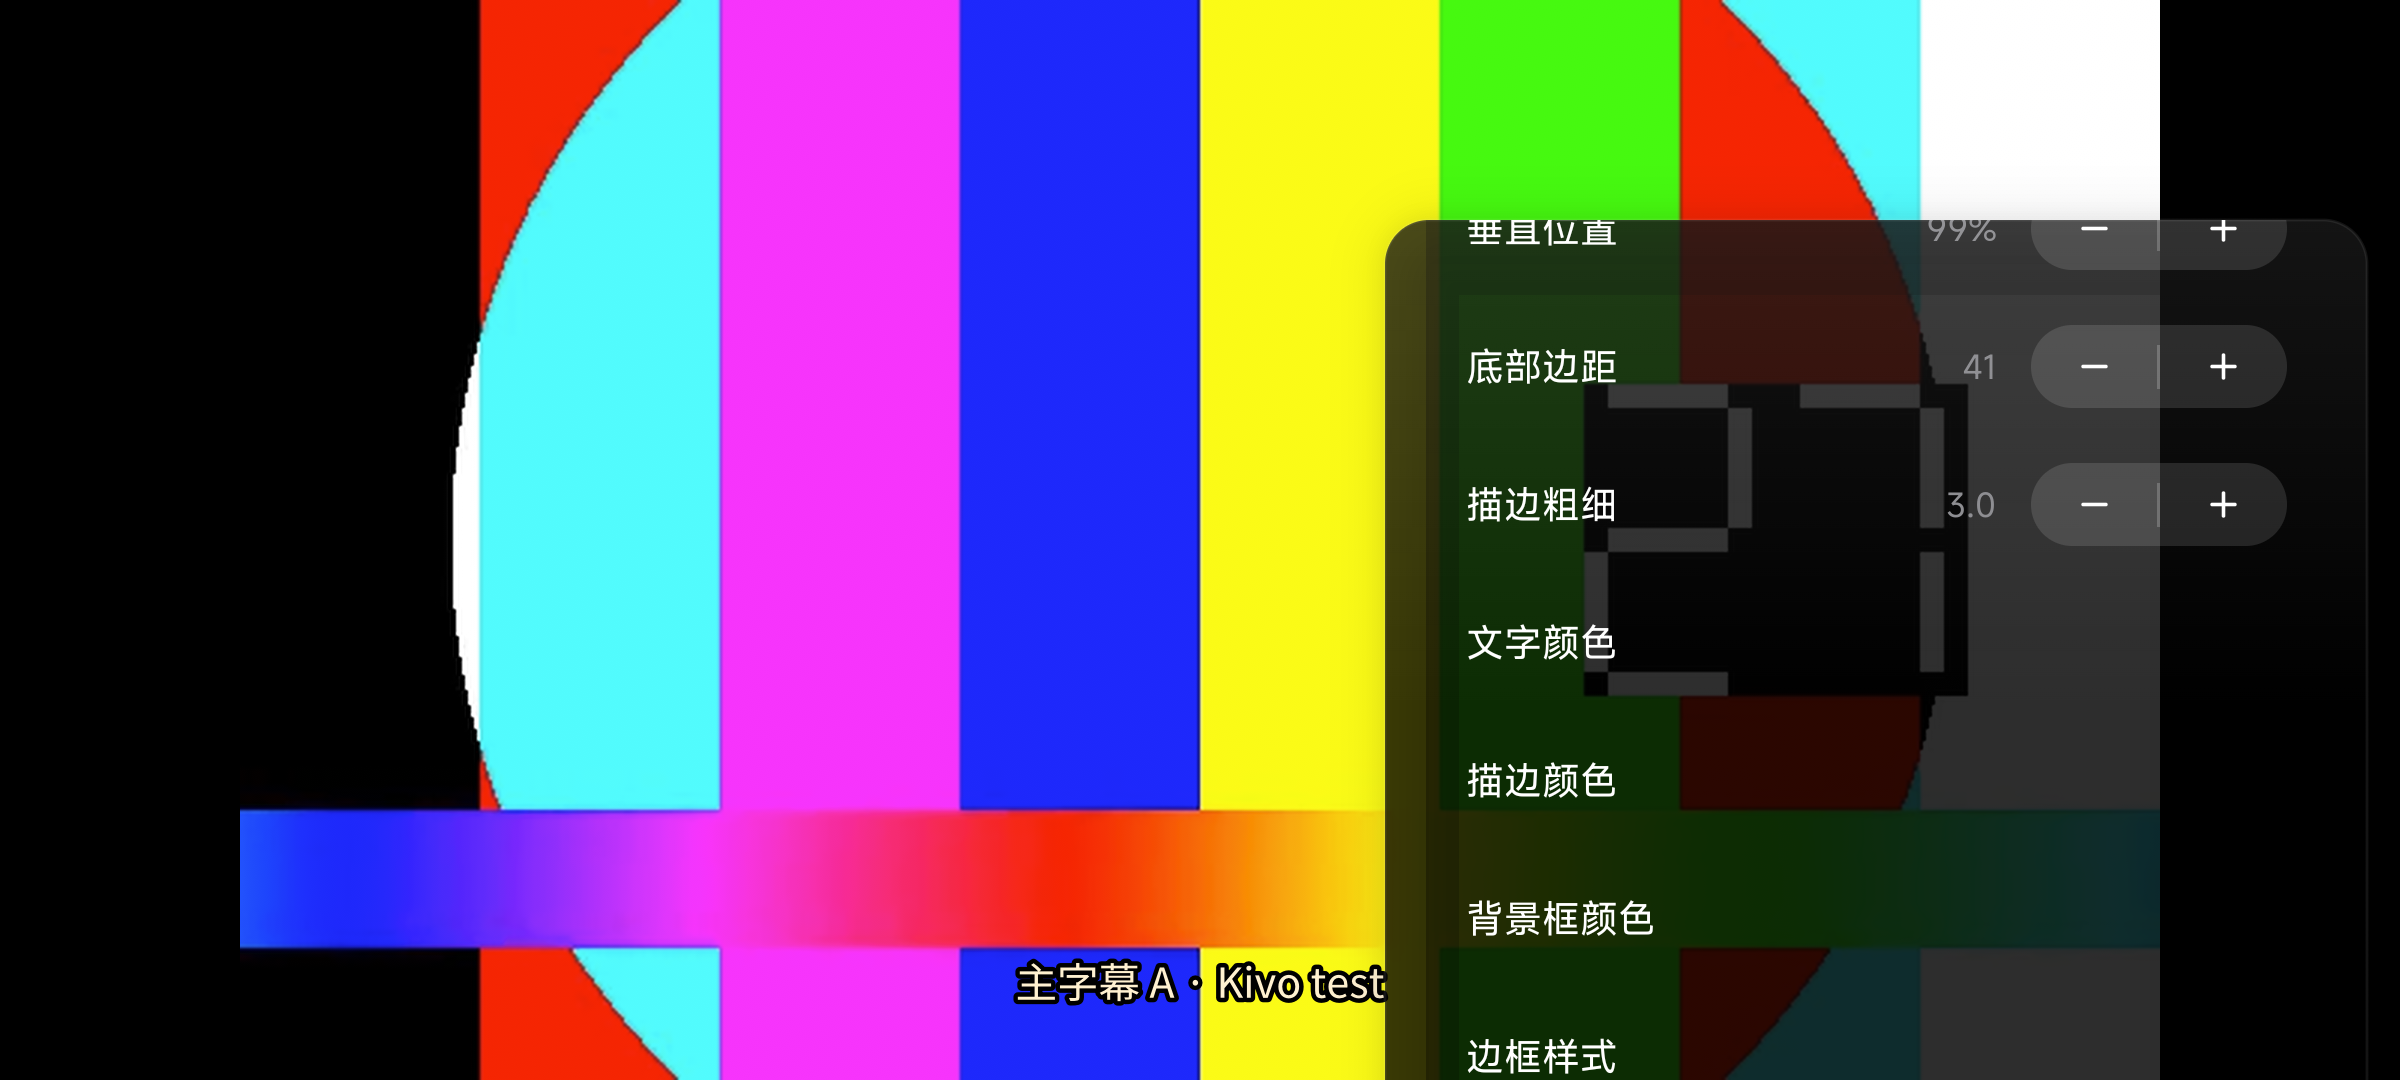 垂直位置 99% − +
底部边距 41 − +
描边粗细 3.0 − +
文字颜色
描边颜色
背景框颜色
主字幕 A · Kivo test
边框样式
27